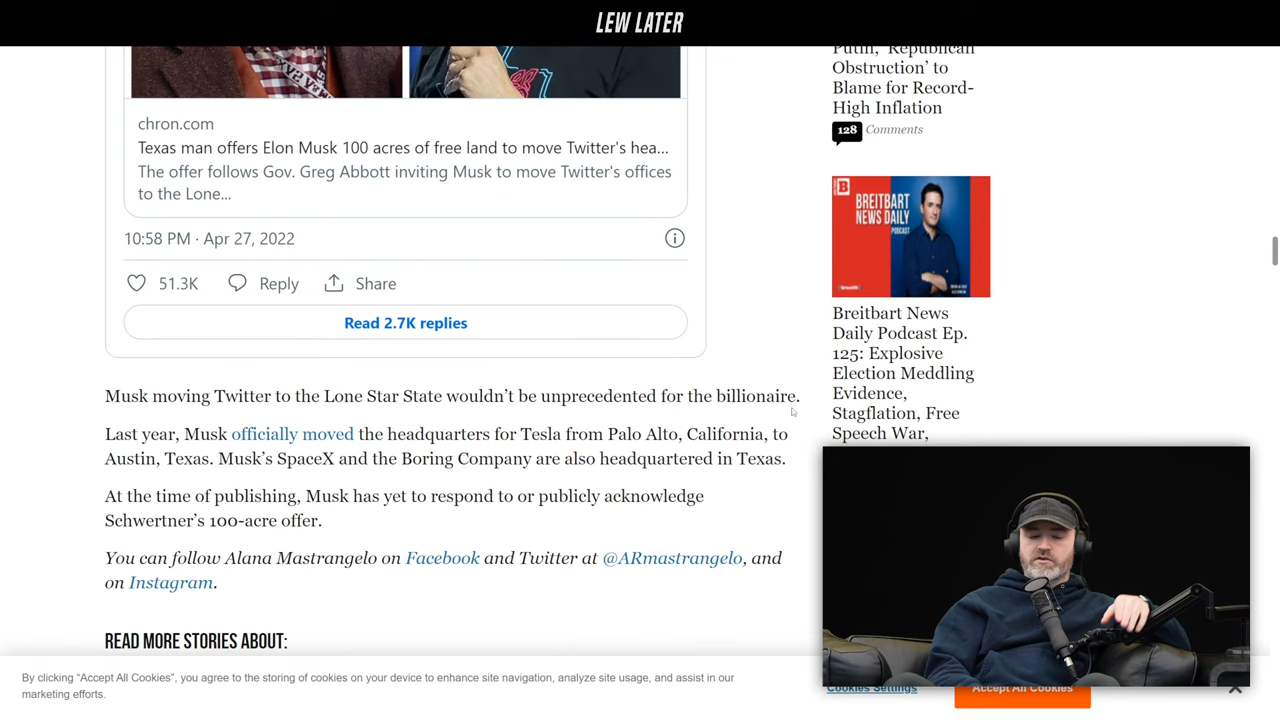 LEW LATER
chron.com
Texas man offers Elon Musk 100 acres of free land to move Twitter's hea...
The offer follows Gov. Greg Abbott inviting Musk to move Twitter's offices
to the Lone...
10:58 PM · Apr 27, 2022
51.3K Reply Share
Read 2.7K replies
Musk moving Twitter to the Lone Star State wouldn’t be unprecedented for the billionaire.
Last year, Musk officially moved the headquarters for Tesla from Palo Alto, California, to
Austin, Texas. Musk’s SpaceX and the Boring Company are also headquartered in Texas.
At the time of publishing, Musk has yet to respond to or publicly acknowledge
Schwertner’s 100-acre offer.
You can follow Alana Mastrangelo on Facebook and Twitter at @ARmastrangelo, and
on Instagram.
READ MORE STORIES ABOUT:
Putin, ‘Republican
Obstruction’ to
Blame for Record-
High Inflation
128 Comments
B
BREITBART
NEWS DAILY
PODCAST
Breitbart News
Daily Podcast Ep.
125: Explosive
Election Meddling
Evidence,
Stagflation, Free
Speech War,
By clicking “Accept All Cookies”, you agree to the storing of cookies on your device to enhance site navigation, analyze site usage, and assist in our
marketing efforts.
Cookies Settings
Accept All Cookies